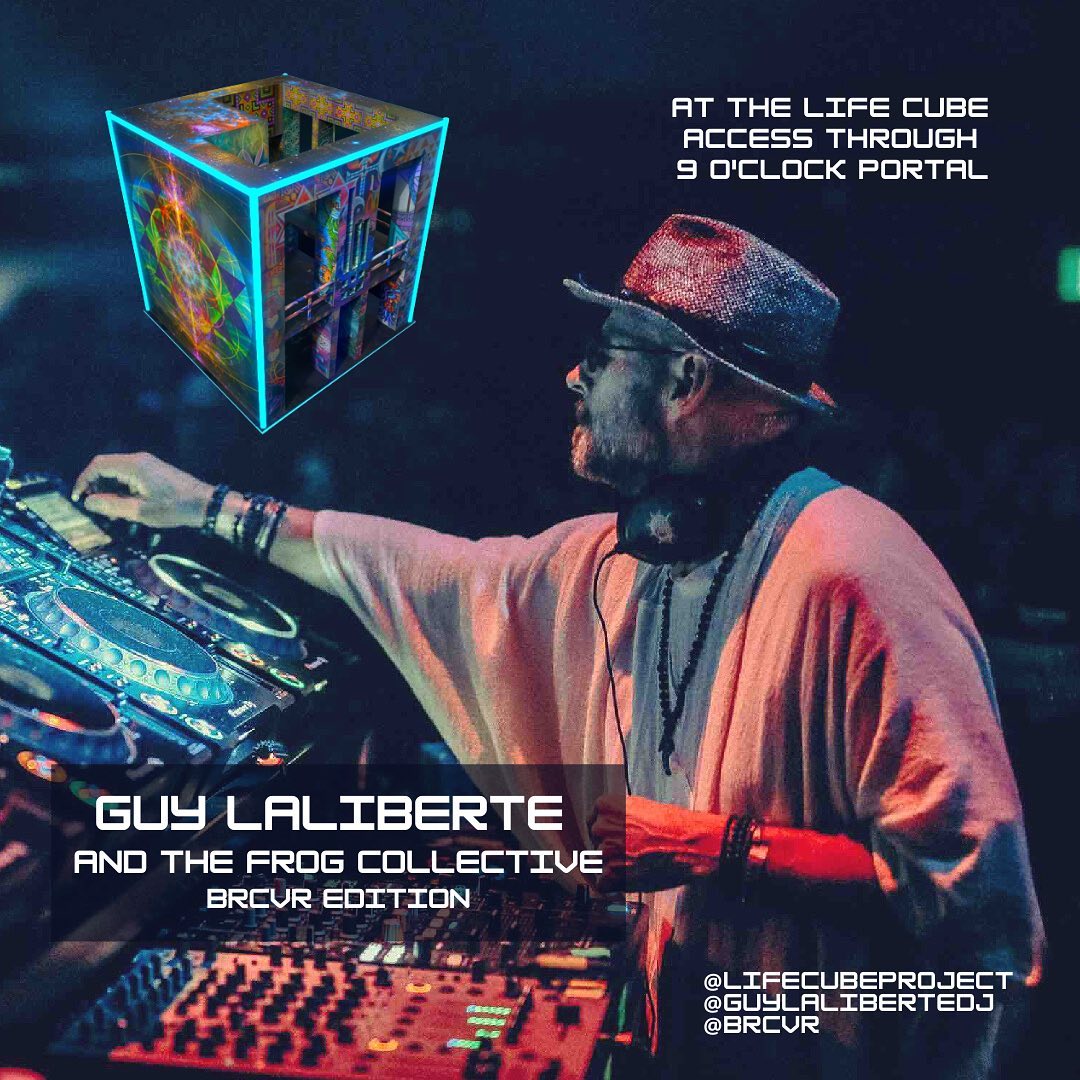 AT THE LIFE CUBE
ACCESS THROUGH
9 O'CLOCK PORTAL
GUY LALIBERTE
AND THE FROG COLLECTIVE
BRCVR EDITION
@LIFECUBEPROJECT
@GUYLALIBERTEDJ
@BRCVR